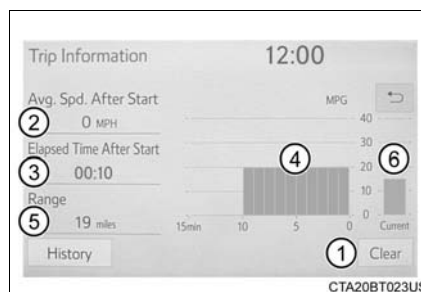 Trip Information 12:00
Avg. Spd. After Start MPG
2 0 MPH 40
Elapsed Time After Start 30
3 00:10 4 20 6
Range 10
5 19 miles 0
15min 10 5 0 Current
History 1 Clear
CTA20BT023US